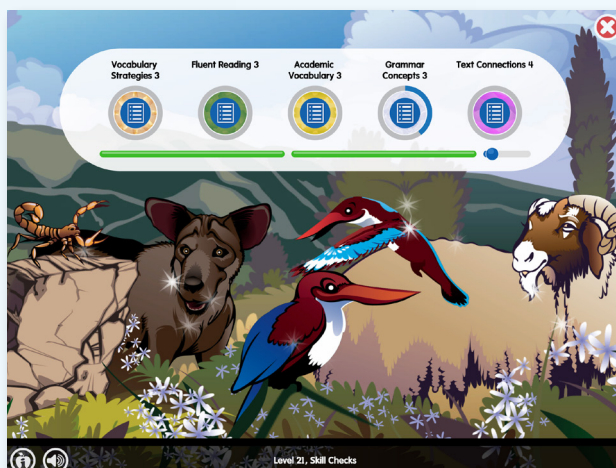 Vocabulary Strategies 3
Fluent Reading 3
Academic Vocabulary 3
Grammar Concepts 3
Text Connections 4
Level 21, Skill Checks